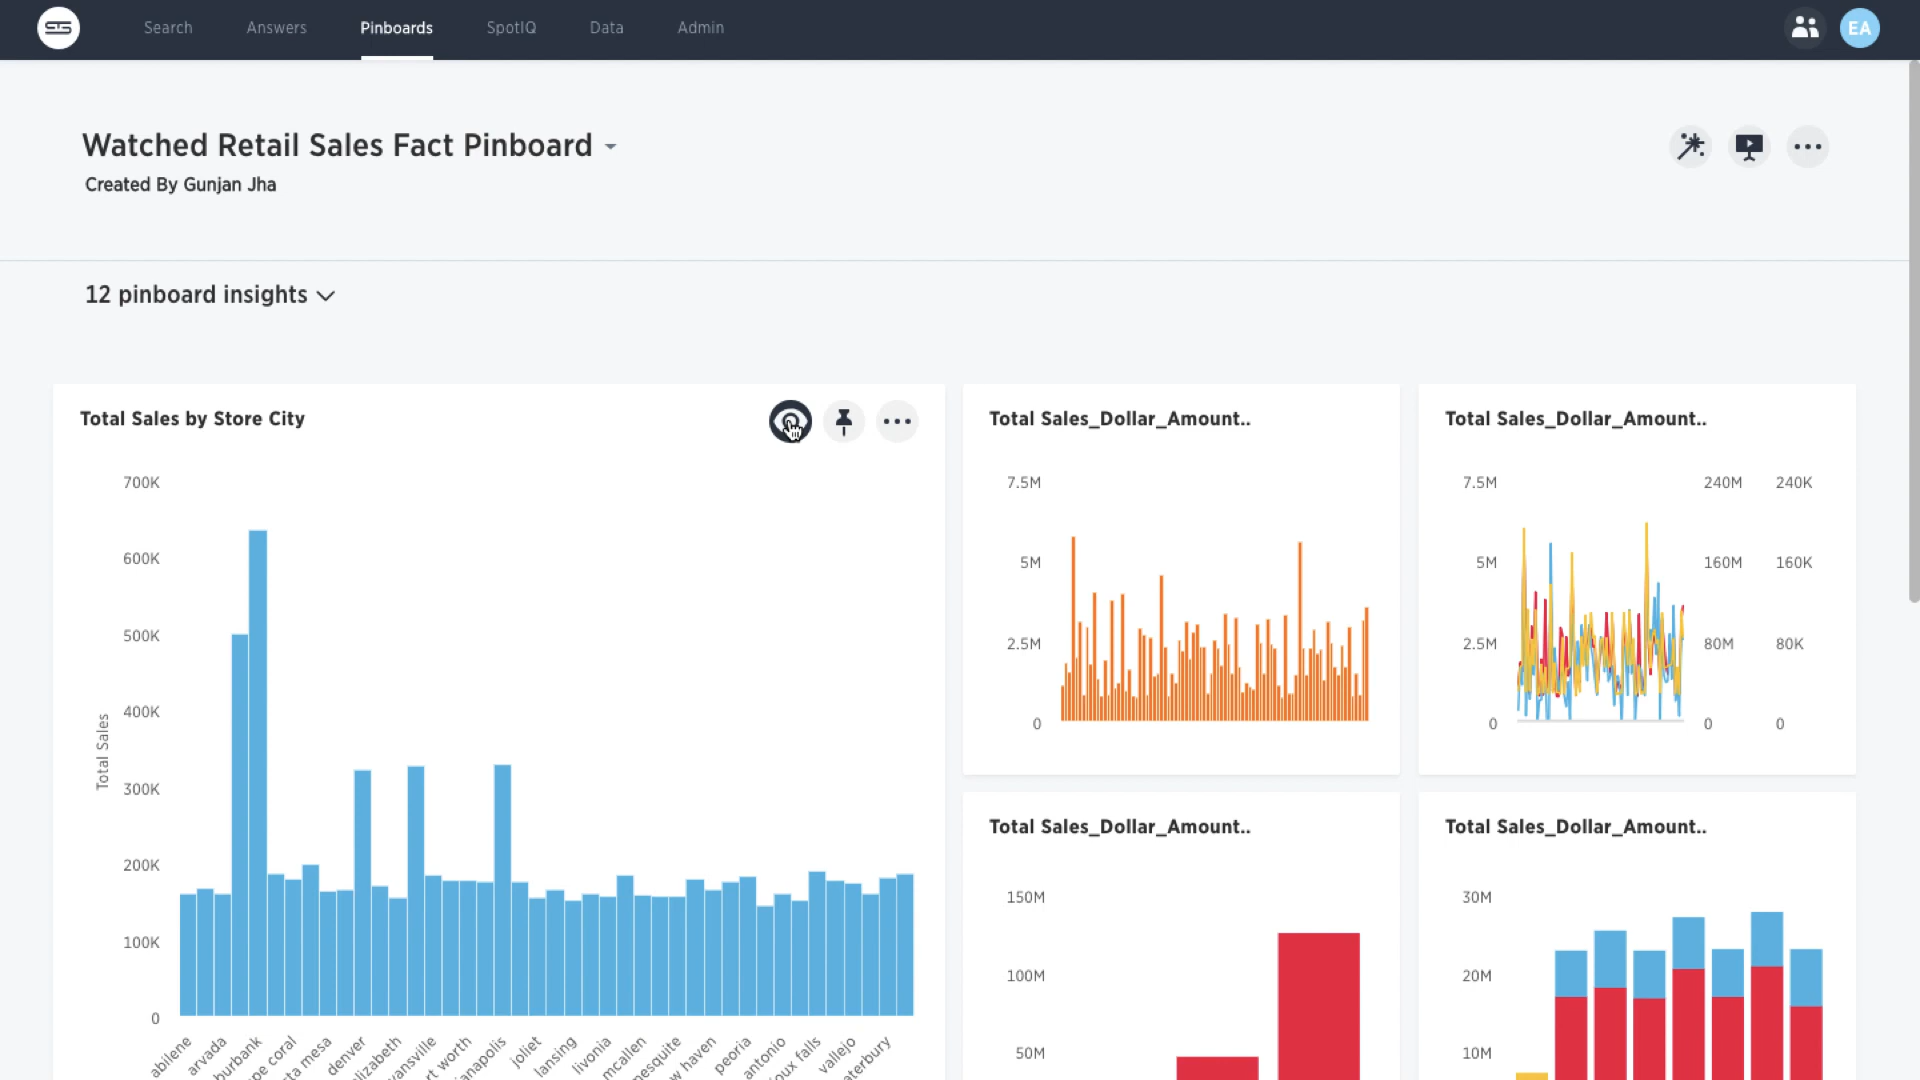 Search
Answers
Pinboards
SpotIQ
Data
Admin
EA
Watched Retail Sales Fact Pinboard
Created By Gunjan Jha
12 pinboard insights
Total Sales by Store City
700K
600K
500K
400K
300K
200K
100K
0
Total Sales
abilene
arvada
burbank
denver
joliet
lansing
livonia
mcallen
peoria
antonio
vallejo
Total Sales_Dollar_Amount..
7.5M
5M
2.5M
0
Total Sales_Dollar_Amount..
7.5M
5M
2.5M
0
240M
160M
80M
0
240K
160K
80K
0
Total Sales_Dollar_Amount..
150M
100M
50M
Total Sales_Dollar_Amount..
30M
20M
10M